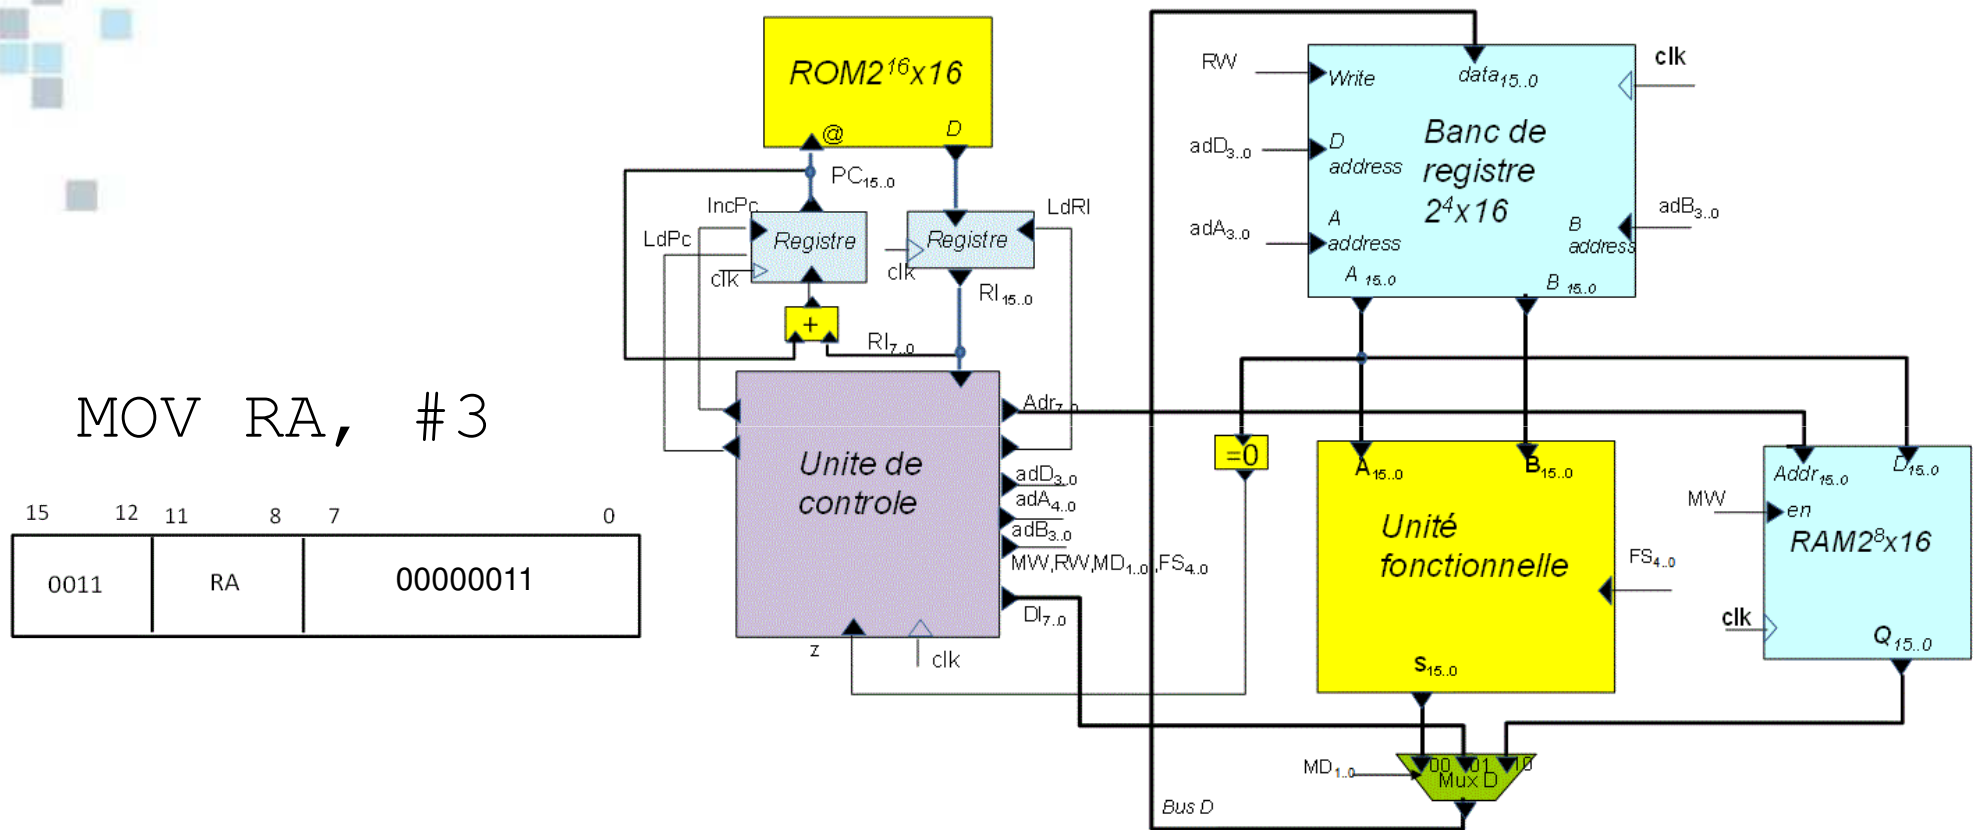 MOV RA, #3
15 12 11 8 7 0
0011 RA 00000011
ROM2¹⁶x16
@ D
PC₁₅..₀
IncPc
LdRI
LdPc
Registre
Registre
clk
clk
RI₁₅..₀
+
RI₇..₀
Unite de
controle
Adr₇..₀
adD₃..₀
adA₄..₀
adB₃..₀
MW,RW,MD₁..₀,FS₄..₀
DI₇..₀
z
clk
RW
Write
data₁₅..₀
clk
adD₃..₀
D
address
Banc de
registre
2⁴x16
adA₃..₀
A
address
B
address
adB₃..₀
A ₁₅..₀
B ₁₅..₀
=0
A₁₅..₀
B₁₅..₀
Unité
fonctionnelle
FS₄..₀
S₁₅..₀
Addr₁₅..₀
D₁₅..₀
MW
en
RAM2⁸x16
clk
Q₁₅..₀
MD₁..₀
00 01 10
Mux D
Bus D